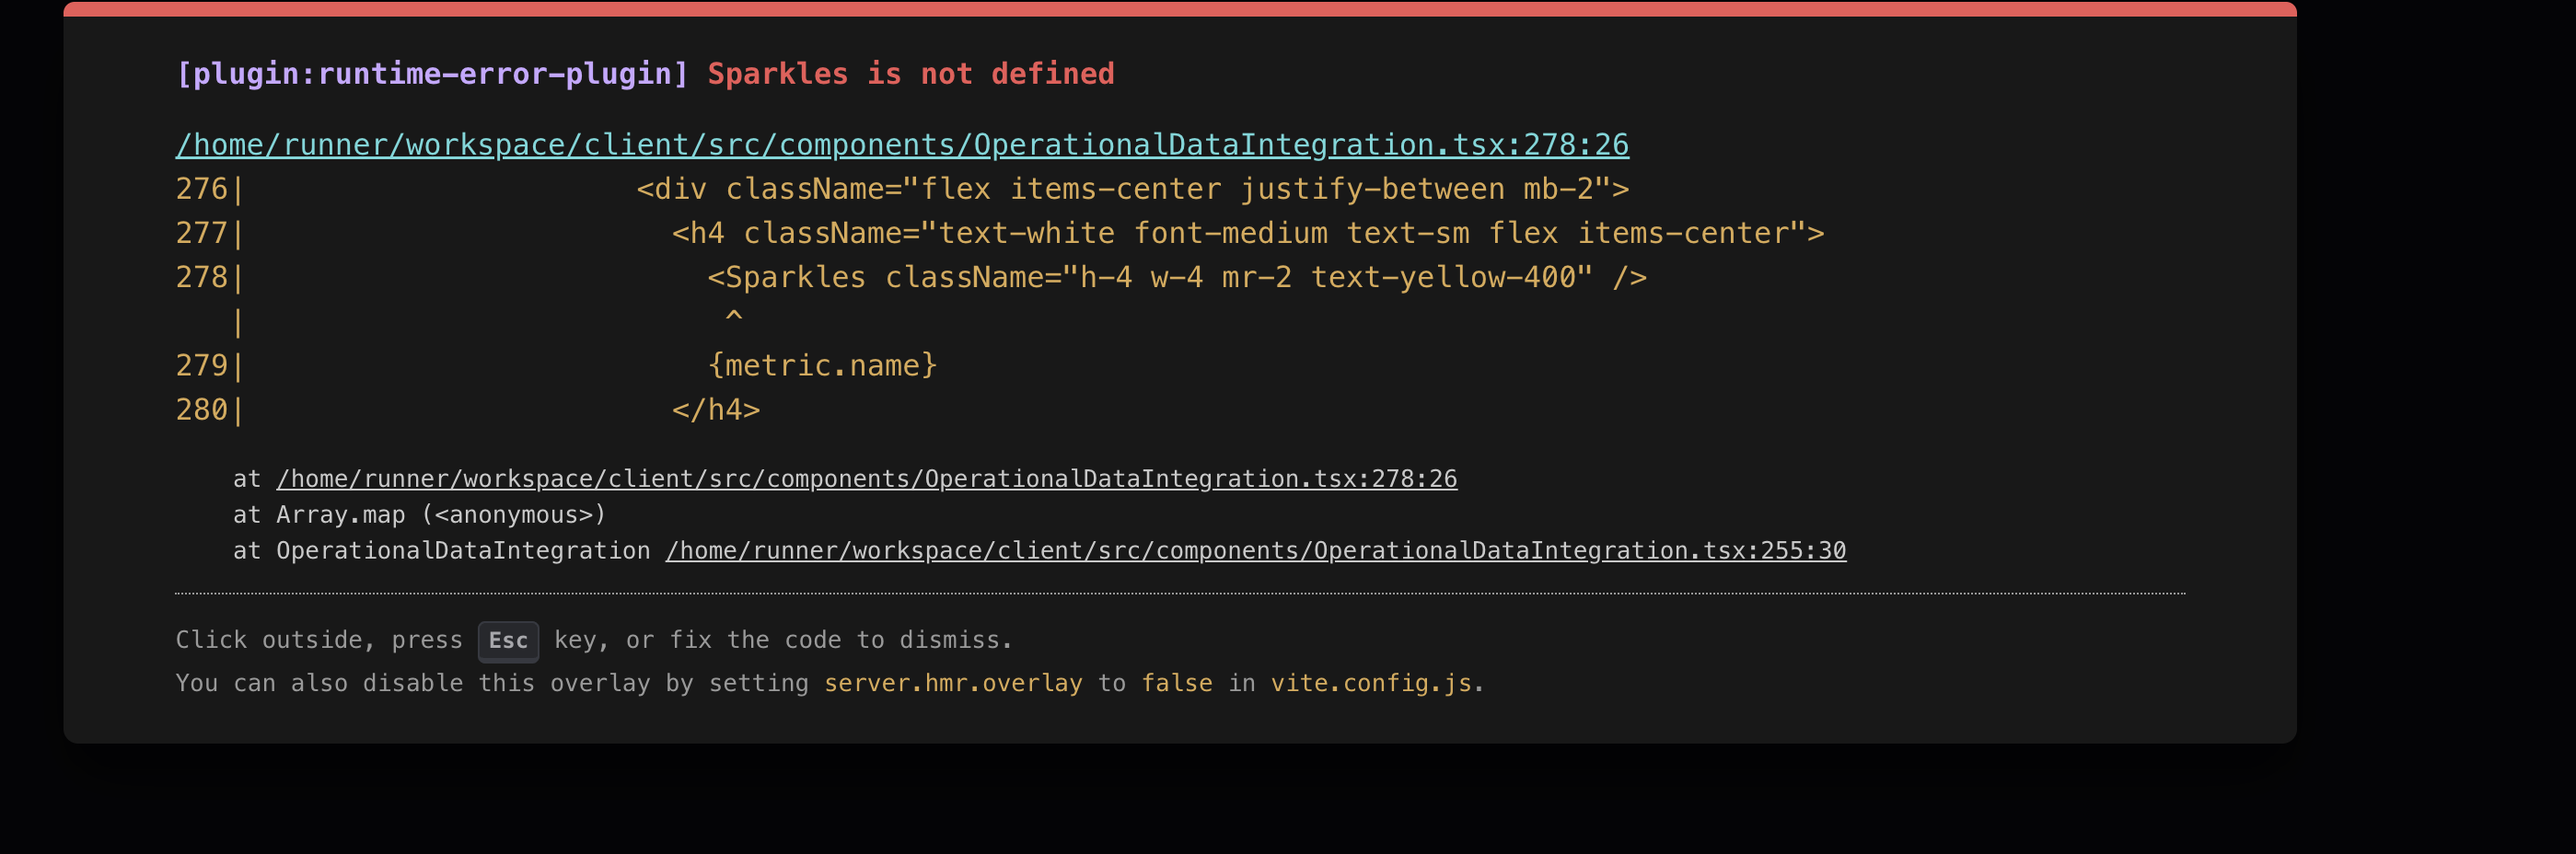 [plugin:runtime-error-plugin] Sparkles is not defined
/home/runner/workspace/client/src/components/OperationalDataIntegration.tsx:278:26
276|                      <div className="flex items-center justify-between mb-2">
277|                        <h4 className="text-white font-medium text-sm flex items-center">
278|                          <Sparkles className="h-4 w-4 mr-2 text-yellow-400" />
   |                           ^
279|                          {metric.name}
280|                        </h4>
    at /home/runner/workspace/client/src/components/OperationalDataIntegration.tsx:278:26
    at Array.map (<anonymous>)
    at OperationalDataIntegration /home/runner/workspace/client/src/components/OperationalDataIntegration.tsx:255:30
Click outside, press Esc key, or fix the code to dismiss.
You can also disable this overlay by setting server.hmr.overlay to false in vite.config.js.